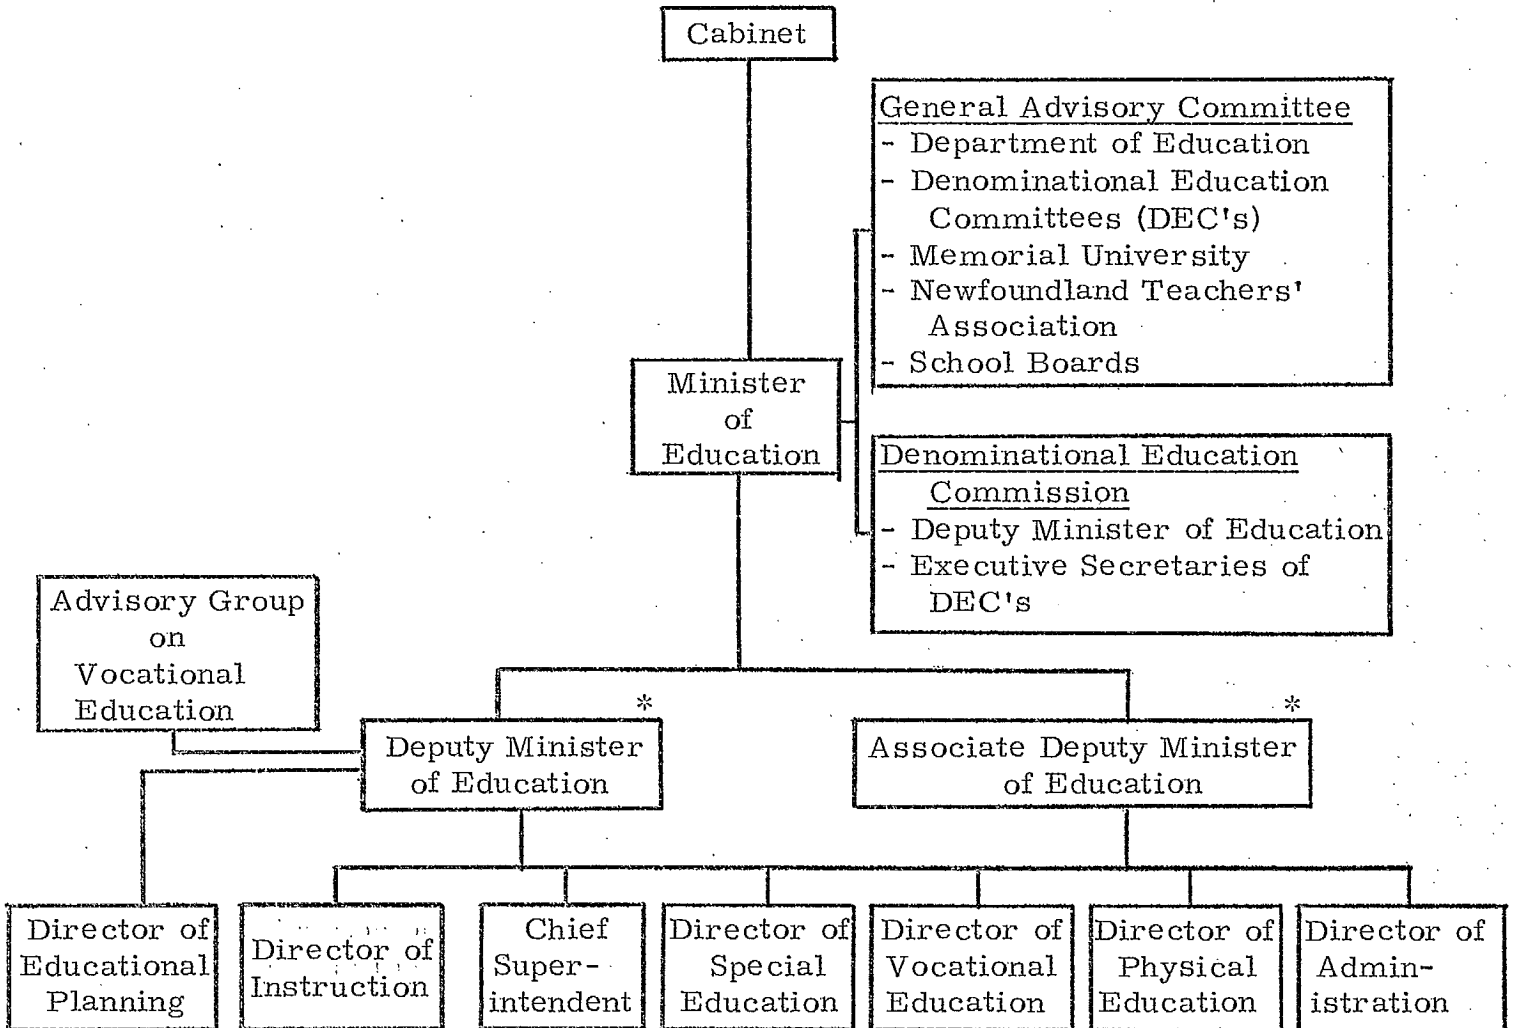 Cabinet
General Advisory Committee
- Department of Education
- Denominational Education
Committees (DEC's)
- Memorial University
- Newfoundland Teachers'
Association
- School Boards
Minister
of
Education
Denominational Education
Commission
- Deputy Minister of Education
- Executive Secretaries of
DEC's
Advisory Group
on
Vocational
Education
*
Deputy Minister
of Education
*
Associate Deputy Minister
of Education
Director of
Educational
Planning
Director of
Instruction
Chief
Super-
intendent
Director of
Special
Education
Director of
Vocational
Education
Director of
Physical
Education
Director of
Admin-
istration